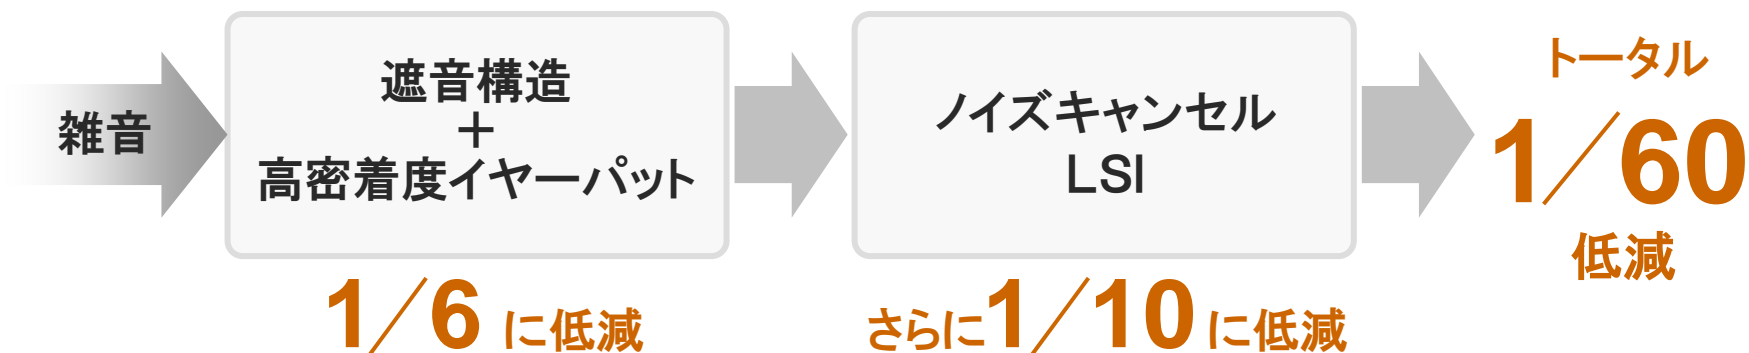 雑音
遮音構造
＋
高密着度イヤーパット
1／6 に低減
ノイズキャンセル
LSI
さらに1／10 に低減
トータル
1／60
低減